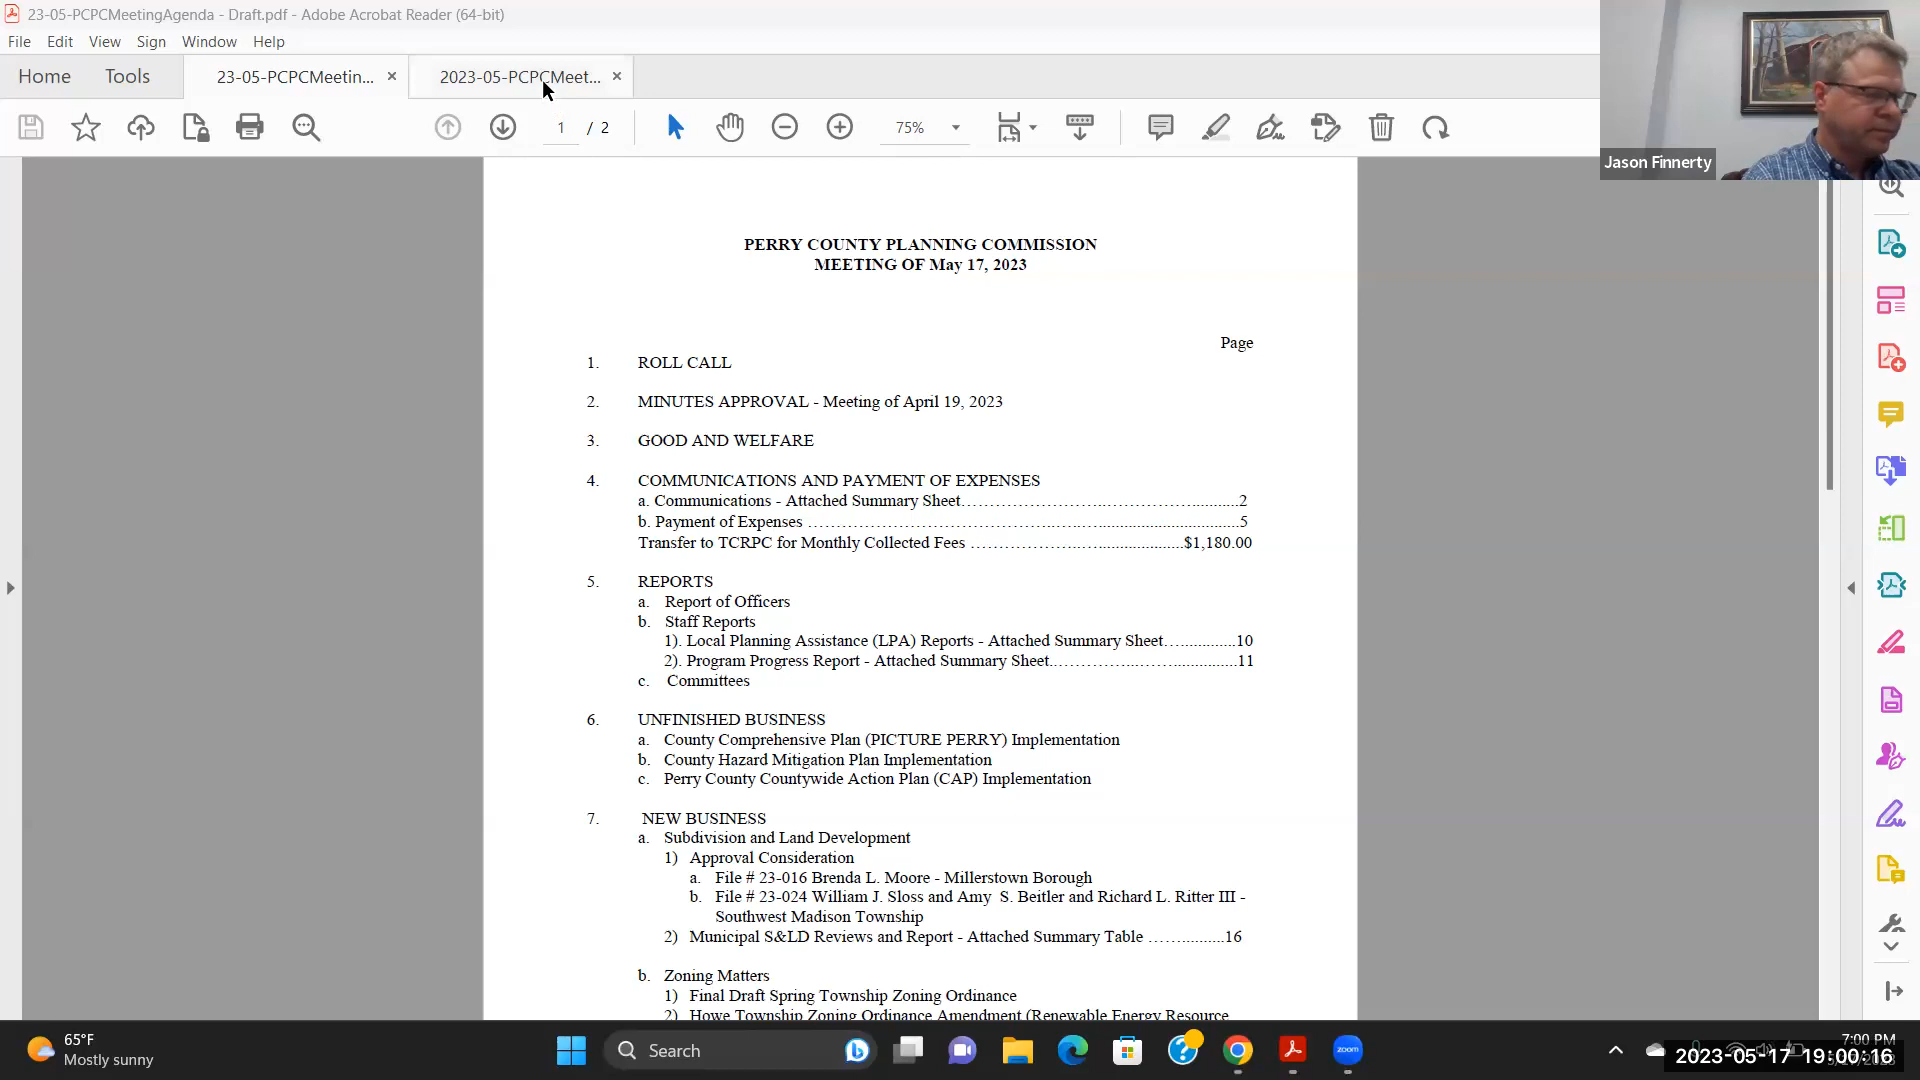 23-05-PCPCMeetingAgenda - Draft.pdf - Adobe Acrobat Reader (64-bit)
File Edit View Sign Window Help
Home Tools 23-05-PCPCMeetin... × 2023-05-PCPCMeet... ×
1 / 2 75%
Jason Finnerty
PERRY COUNTY PLANNING COMMISSION
MEETING OF May 17, 2023
Page
1. ROLL CALL
2. MINUTES APPROVAL - Meeting of April 19, 2023
3. GOOD AND WELFARE
4. COMMUNICATIONS AND PAYMENT OF EXPENSES
a. Communications - Attached Summary Sheet……………………..……………...........2
b. Payment of Expenses …………………………………..…...............................5
Transfer to TCRPC for Monthly Collected Fees ………………..…....................$1,180.00
5. REPORTS
a. Report of Officers
b. Staff Reports
1). Local Planning Assistance (LPA) Reports - Attached Summary Sheet…............10
2). Program Progress Report - Attached Summary Sheet..…………..……..............11
c. Committees
6. UNFINISHED BUSINESS
a. County Comprehensive Plan (PICTURE PERRY) Implementation
b. County Hazard Mitigation Plan Implementation
c. Perry County Countywide Action Plan (CAP) Implementation
7. NEW BUSINESS
a. Subdivision and Land Development
1) Approval Consideration
a. File # 23-016 Brenda L. Moore - Millerstown Borough
b. File # 23-024 William J. Sloss and Amy S. Beitler and Richard L. Ritter III -
Southwest Madison Township
2) Municipal S&LD Reviews and Report - Attached Summary Table ……..........16
b. Zoning Matters
1) Final Draft Spring Township Zoning Ordinance
2) Howe Township Zoning Ordinance Amendment (Renewable Energy Resource
65°F
Mostly sunny
Search
zoom
7:00 PM
2023-05-17 19:00:16